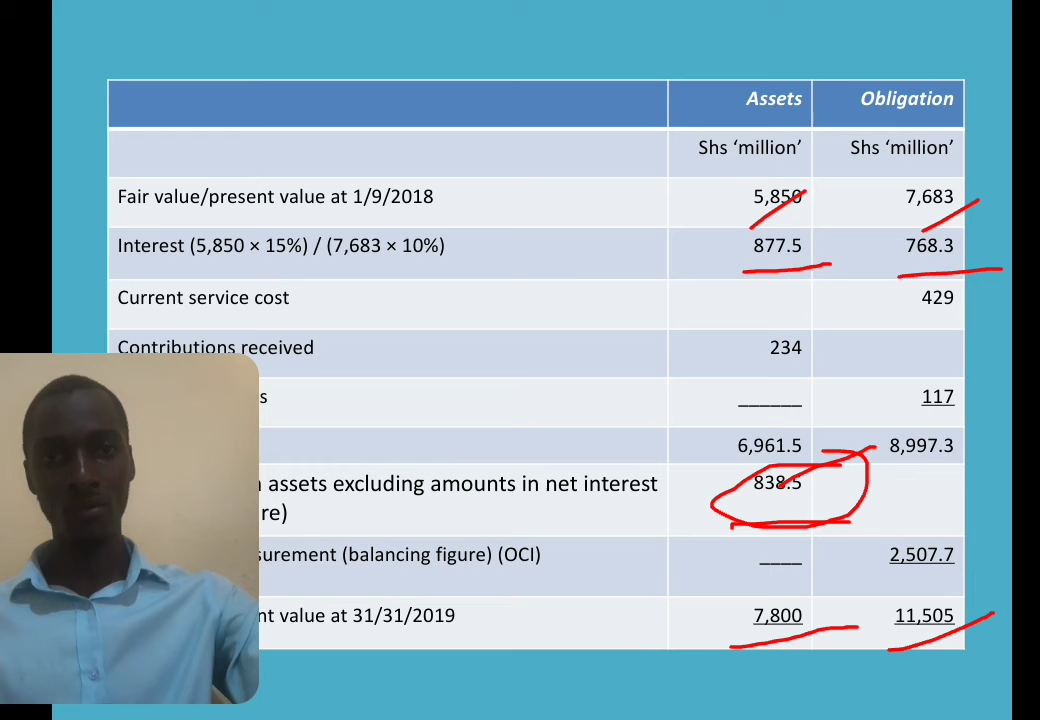 Assets Obligation
Shs ‘million’ Shs ‘million’
Fair value/present value at 1/9/2018 5,850 7,683
Interest (5,850 × 15%) / (7,683 × 10%) 877.5 768.3
Current service cost 429
Contributions received 234
s ______ 117
6,961.5 8,997.3
assets excluding amounts in net interest 838.5
re)
surement (balancing figure) (OCI) ____ 2,507.7
nt value at 31/31/2019 7,800 11,505